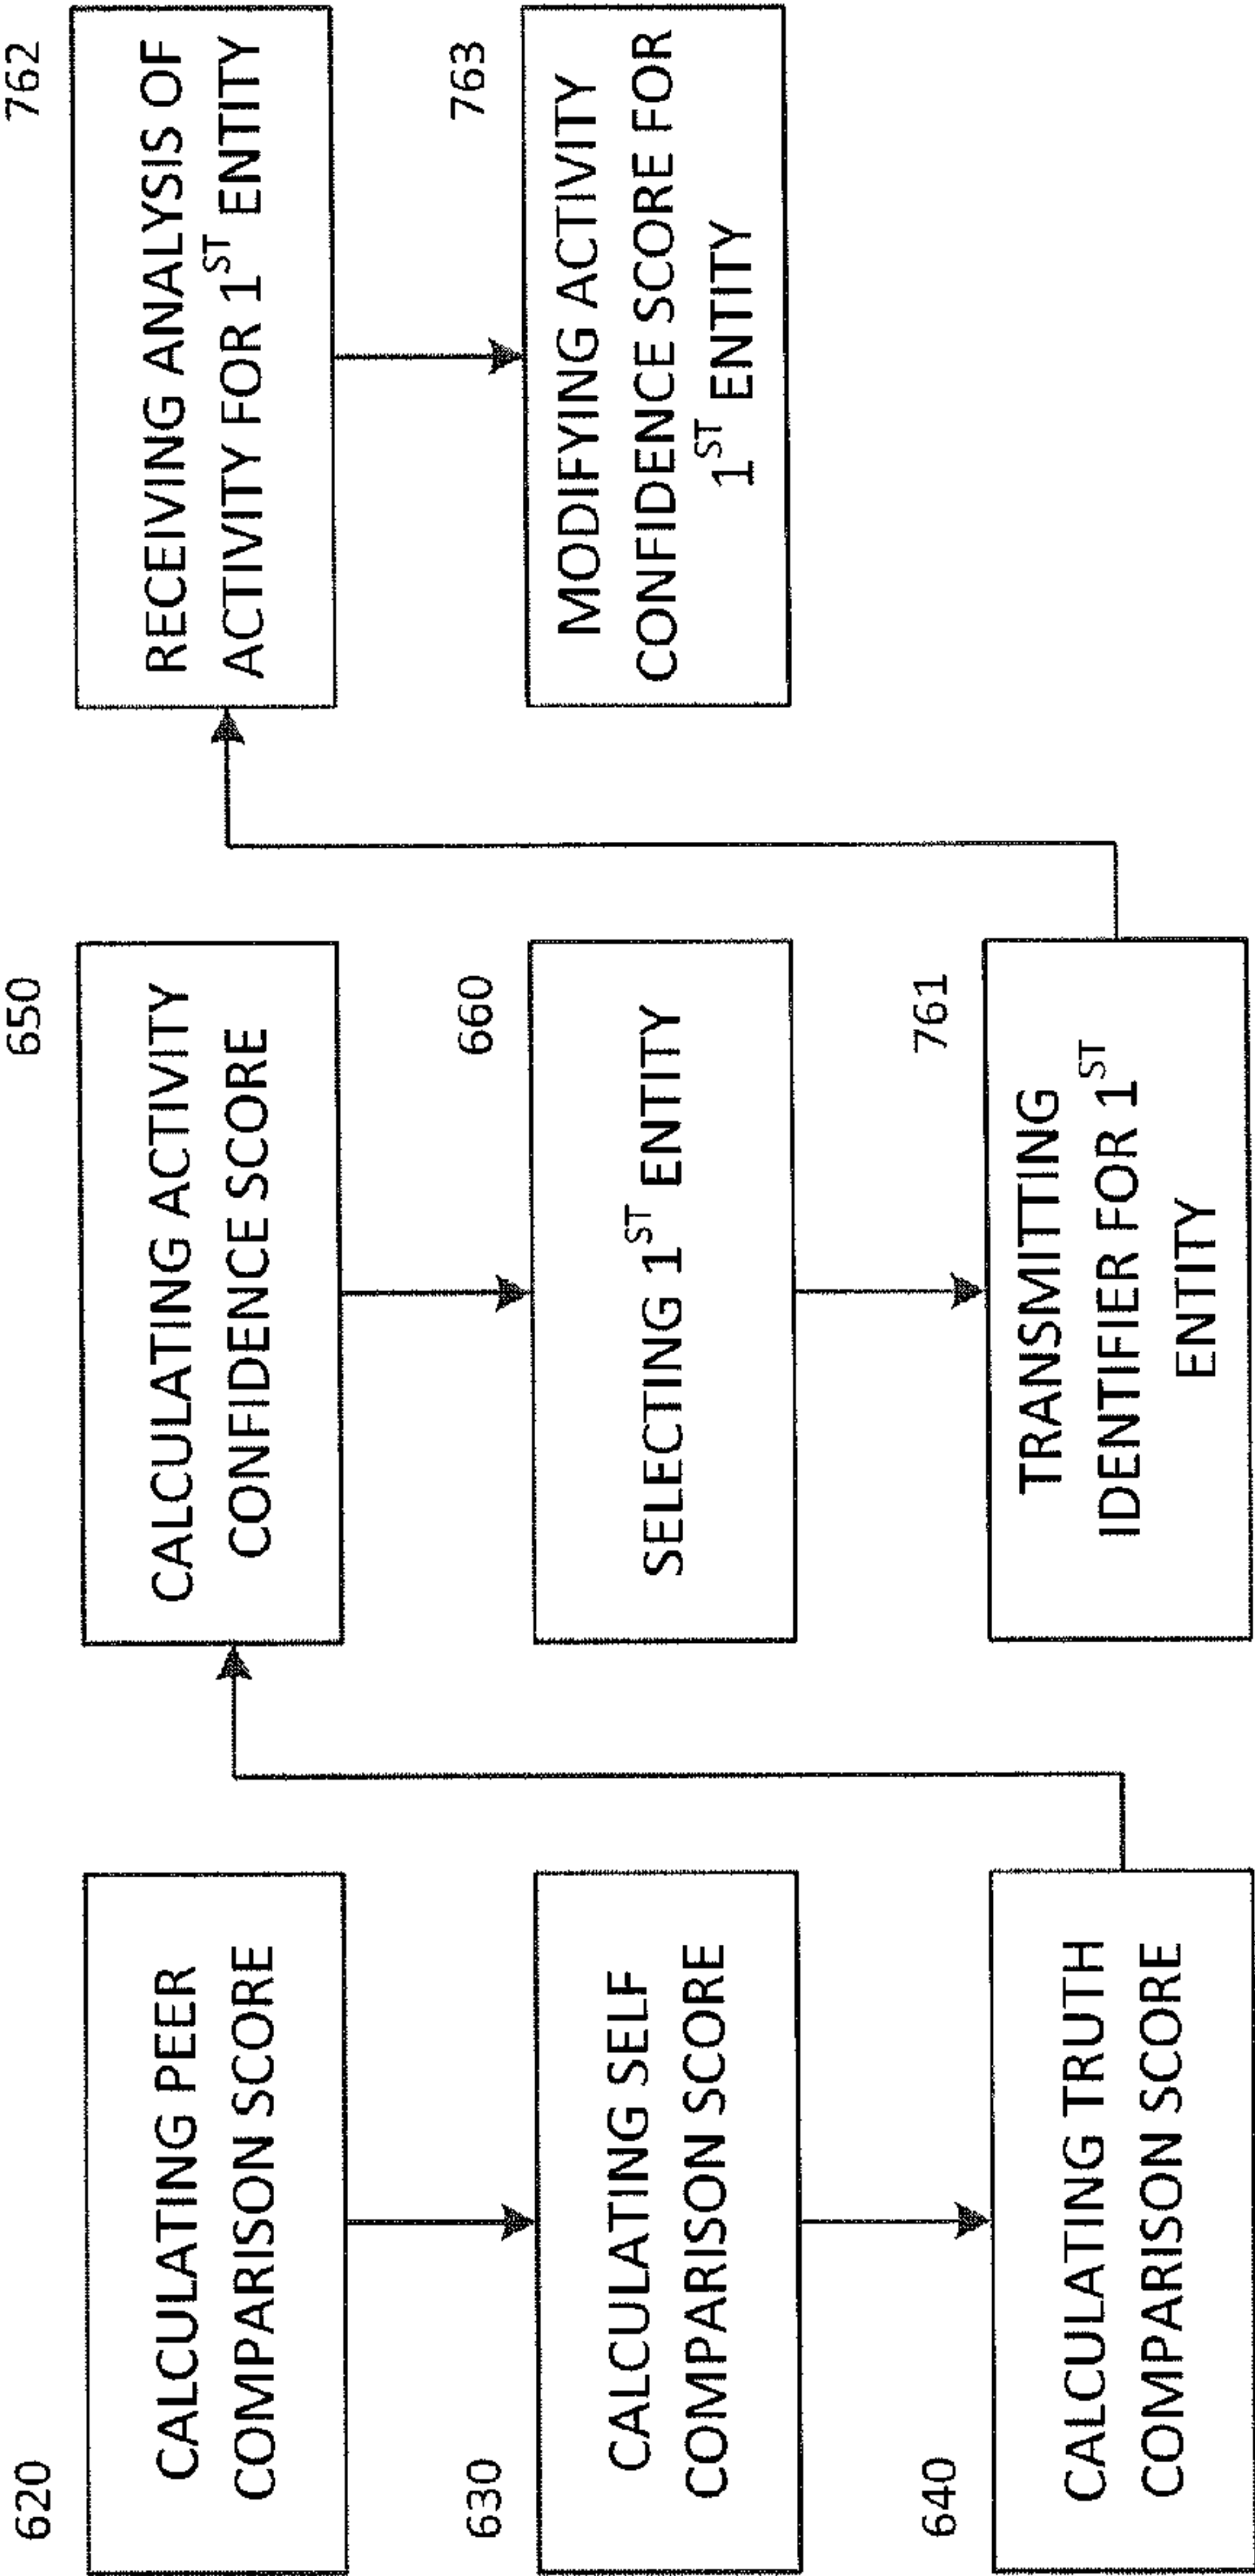 620
CALCULATING PEER
COMPARISON SCORE
630
CALCULATING SELF
COMPARISON SCORE
640
CALCULATING TRUTH
COMPARISON SCORE
650
CALCULATING ACTIVITY
CONFIDENCE SCORE
660
SELECTING 1ST ENTITY
761
TRANSMITTING
IDENTIFIER FOR 1ST
ENTITY
762
RECEIVING ANALYSIS OF
ACTIVITY FOR 1ST ENTITY
763
MODIFYING ACTIVITY
CONFIDENCE SCORE FOR
1ST ENTITY